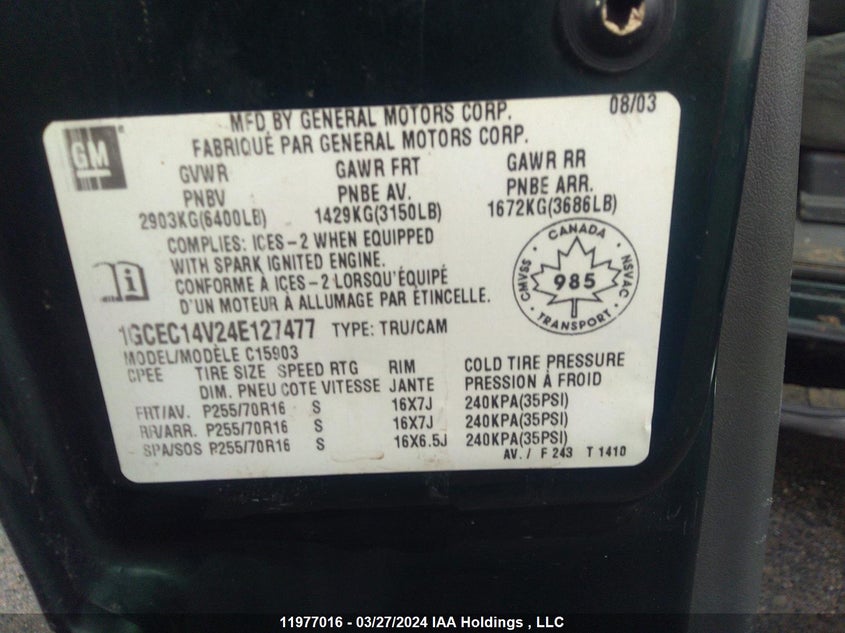 08/03
MFD BY GENERAL MOTORS CORP.
FABRIQUÉ PAR GENERAL MOTORS CORP.
GM
GVWR GAWR FRT GAWR RR
PNBV PNBE AV. PNBE ARR.
2903KG(6400LB) 1429KG(3150LB) 1672KG(3686LB)
COMPLIES: ICES-2 WHEN EQUIPPED
WITH SPARK IGNITED ENGINE.
CONFORME À ICES-2 LORSQU'ÉQUIPÉ
D'UN MOTEUR À ALLUMAGE PAR ÉTINCELLE.
i
CANADA
CMVSS 985 NSVAC
TRANSPORT
1GCEC14V24E127477 TYPE: TRU/CAM
MODEL/MODÈLE C15903
CPEE TIRE SIZE SPEED RTG RIM COLD TIRE PRESSURE
DIM. PNEU COTE VITESSE JANTE PRESSION À FROID
FRT/AV. P255/70R16 S 16X7J 240KPA(35PSI)
RR/ARR. P255/70R16 S 16X7J 240KPA(35PSI)
SPA/SOS P255/70R16 S 16X6.5J 240KPA(35PSI)
AV. / F 243 T 1410
11977016 - 03/27/2024 IAA Holdings , LLC